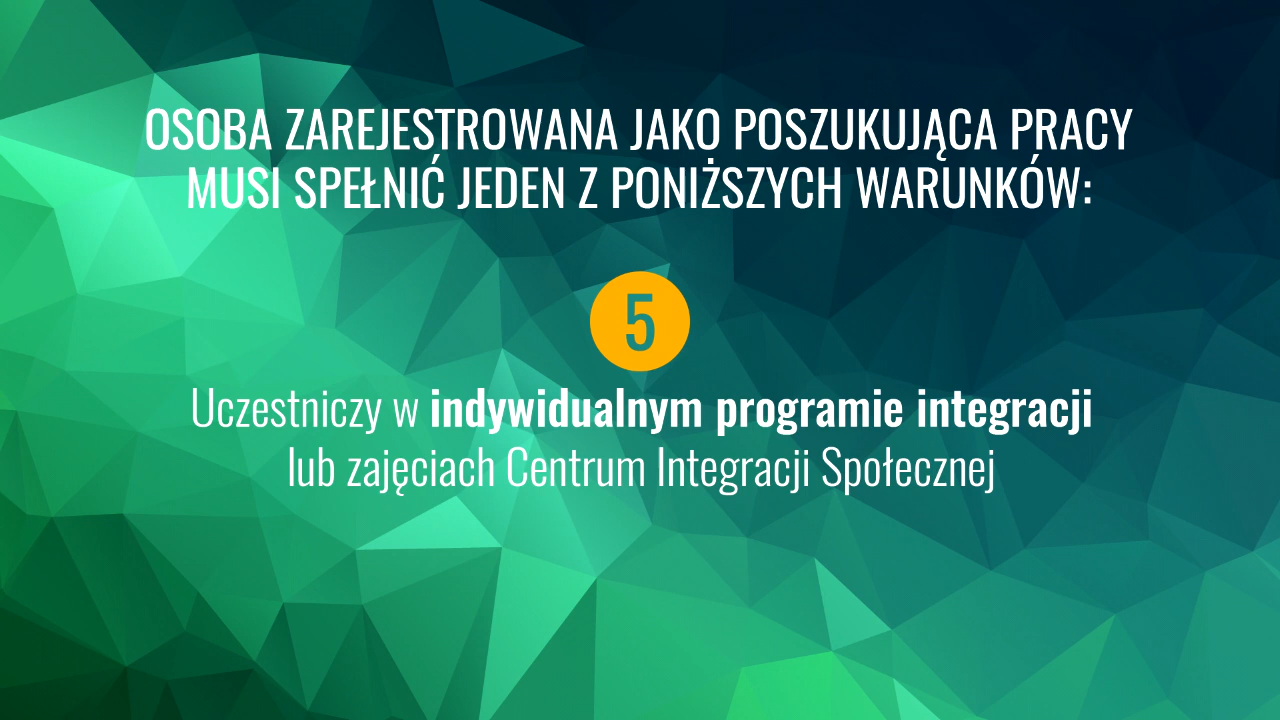 OSOBA ZAREJESTROWANA JAKO POSZUKUJĄCA PRACY
MUSI SPEŁNIĆ JEDEN Z PONIŻSZYCH WARUNKÓW:
5
Uczestniczy w indywidualnym programie integracji
lub zajęciach Centrum Integracji Społecznej